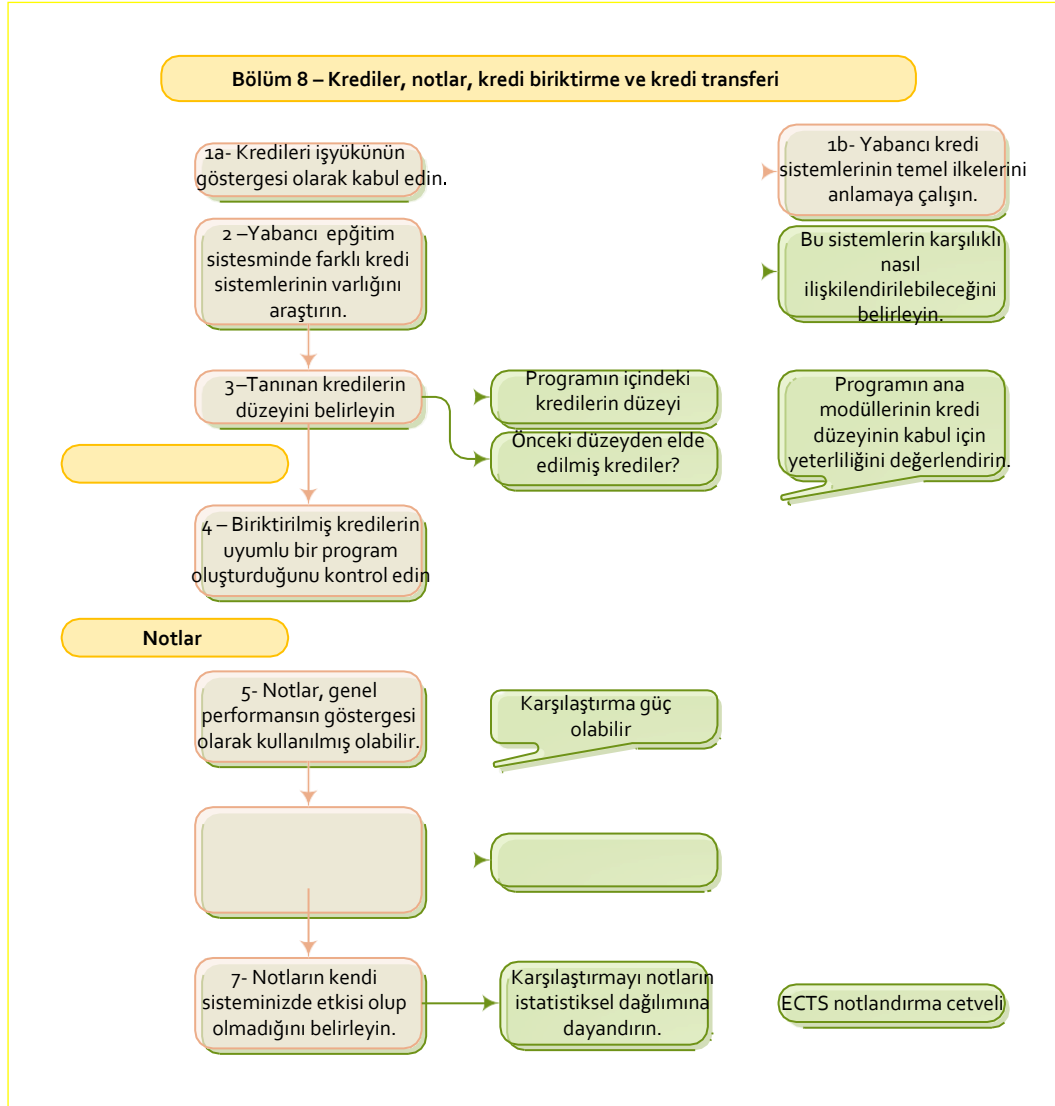 Bölüm 8 – Krediler, notlar, kredi biriktirme ve kredi transferi
1a- Kredileri işyükünün
göstergesi olarak kabul edin.
1b- Yabancı kredi
sistemlerinin temel ilkelerini
anlamaya çalışın.
2 –Yabancı epğitim
sistesminde farklı kredi
sistemlerinin varlığını
araştırın.
Bu sistemlerin karşılıklı
nasıl
ilişkilendirilebileceğini
belirleyin.
3–Tanınan kredilerin
düzeyini belirleyin
Programın içindeki
kredilerin düzeyi
Önceki düzeyden elde
edilmiş krediler?
Programın ana
modüllerinin kredi
düzeyinin kabul için
yeterliliğini değerlendirin.
4 – Biriktirilmiş kredilerin
uyumlu bir program
oluşturduğunu kontrol edin
Notlar
5- Notlar, genel
performansın göstergesi
olarak kullanılmış olabilir.
Karşılaştırma güç
olabilir
7- Notların kendi
sisteminizde etkisi olup
olmadığını belirleyin.
Karşılaştırmayı notların
istatistiksel dağılımına
dayandırın.
ECTS notlandırma cetveli